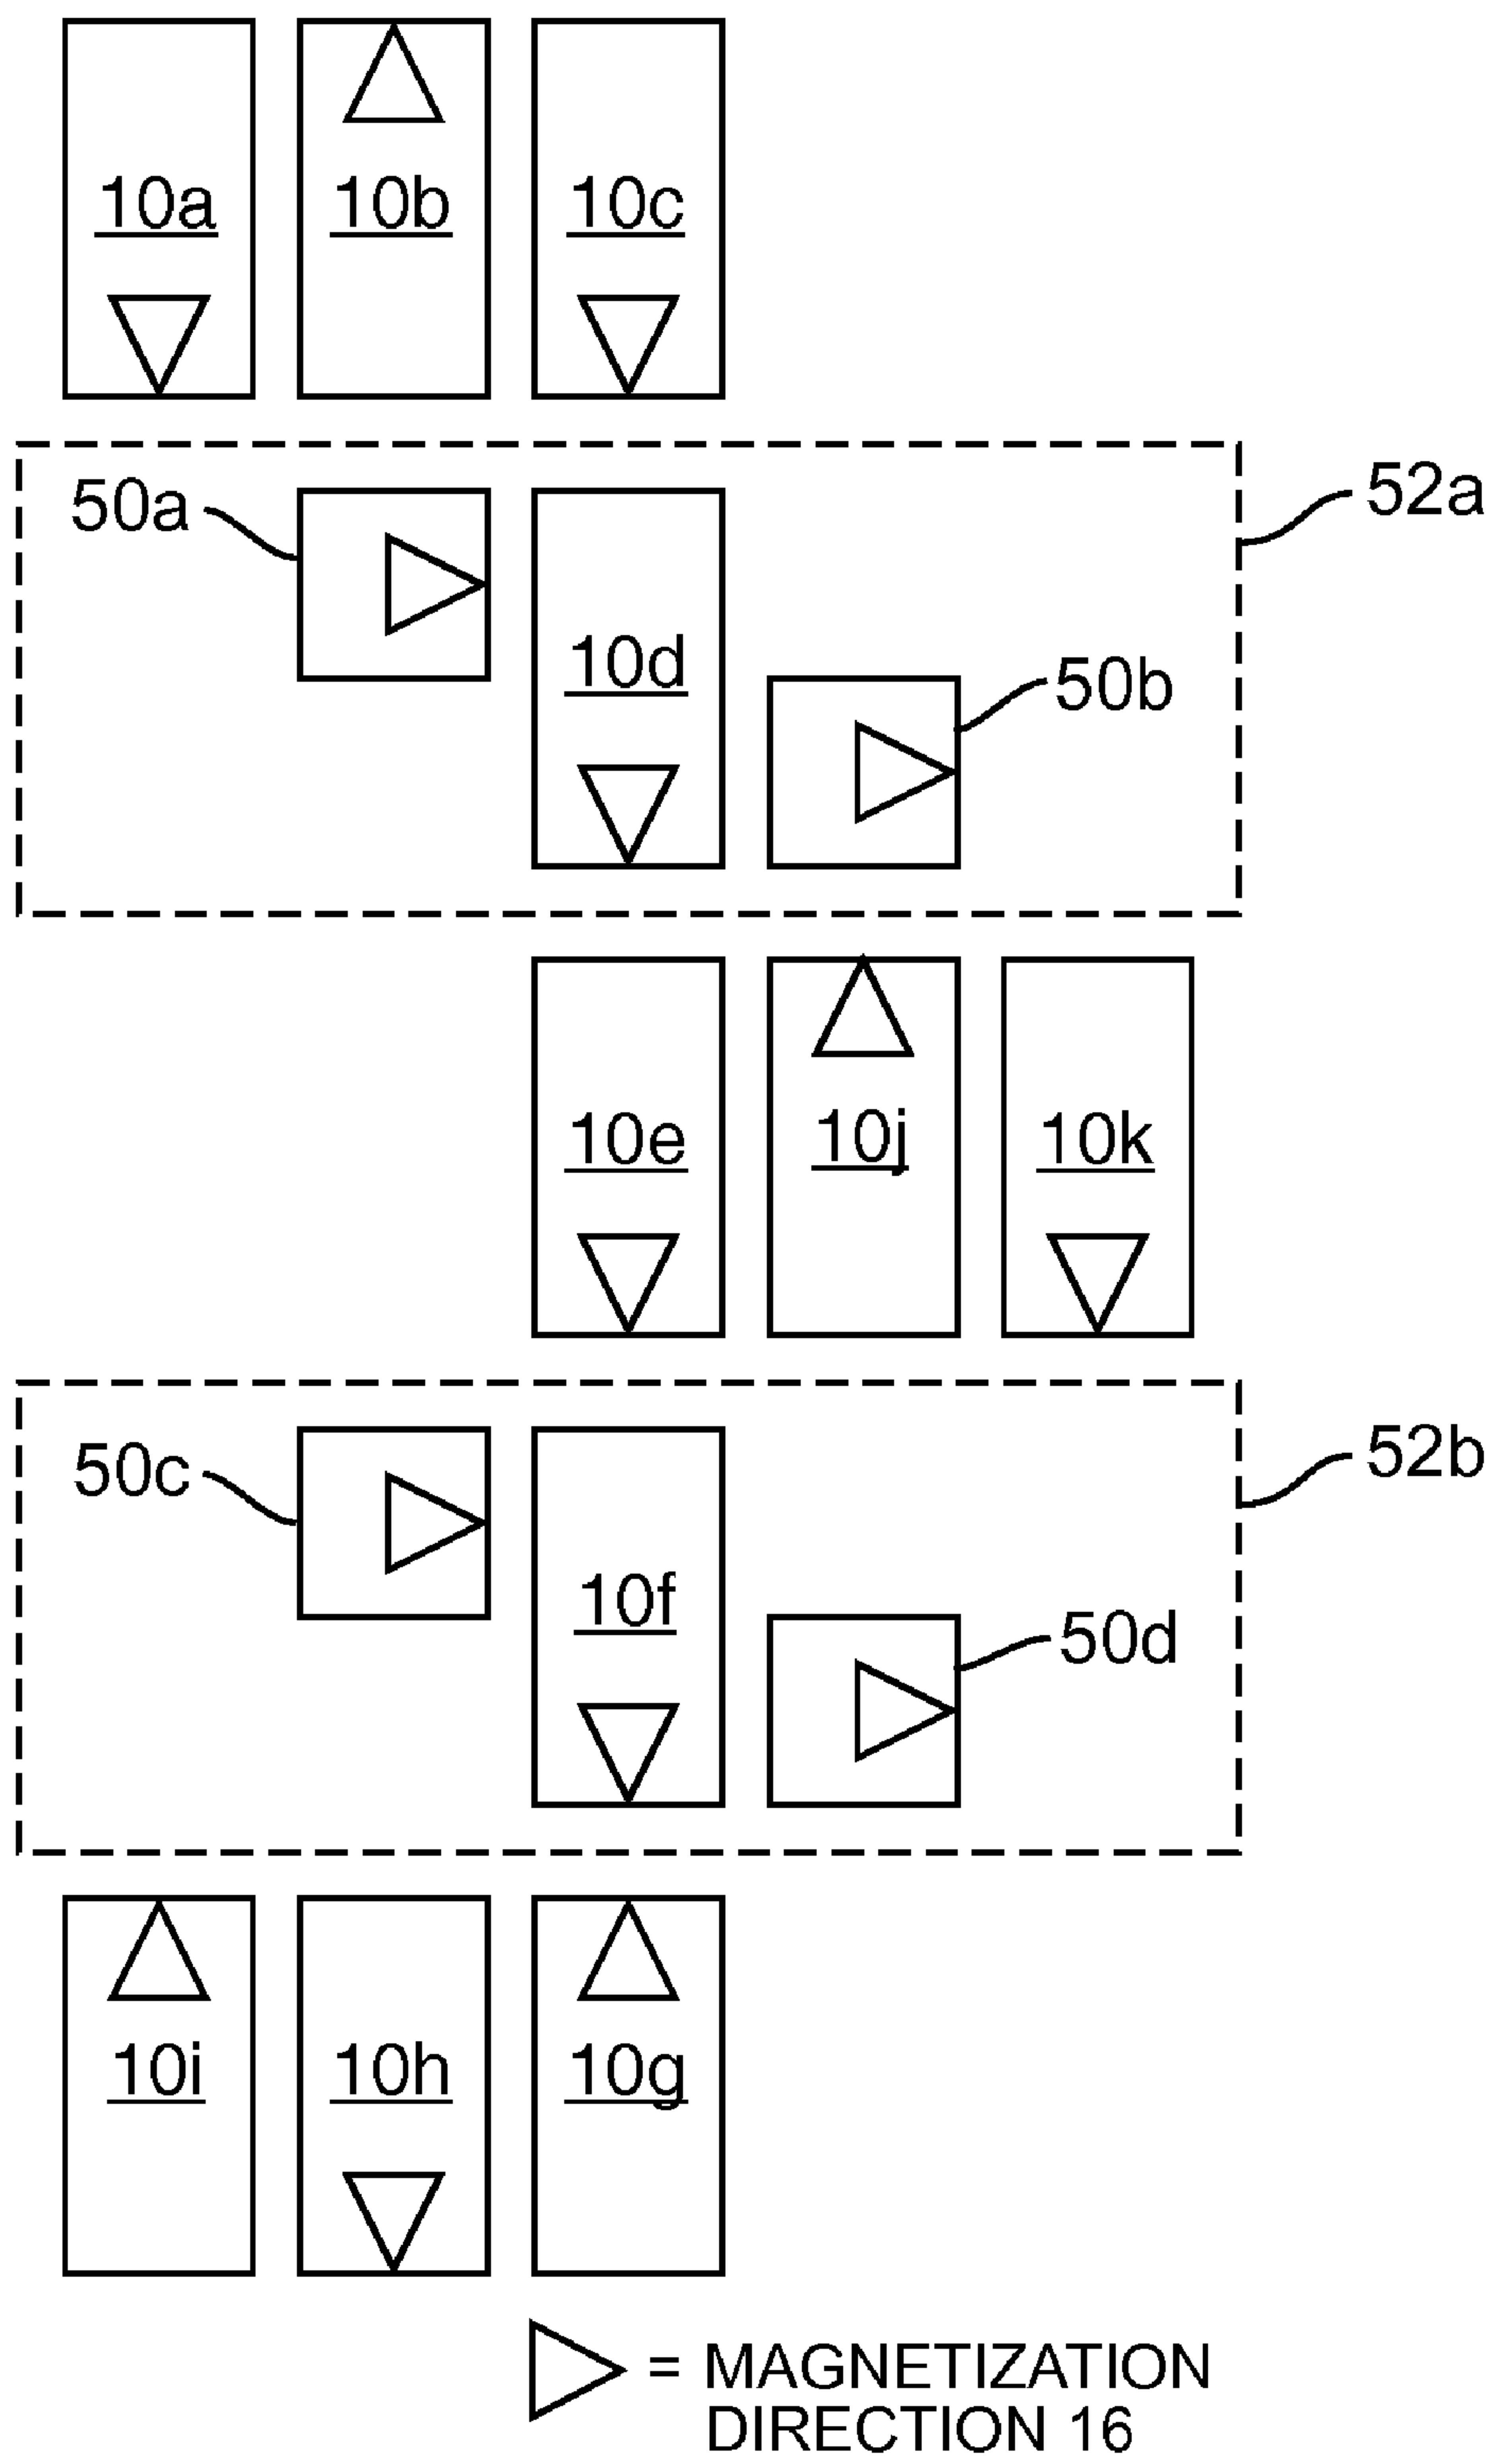 10a 10b 10c
50a 52a
10d 50b
10e 10j 10k
50c 52b
10f 50d
10i 10h 10g
= MAGNETIZATION
DIRECTION 16